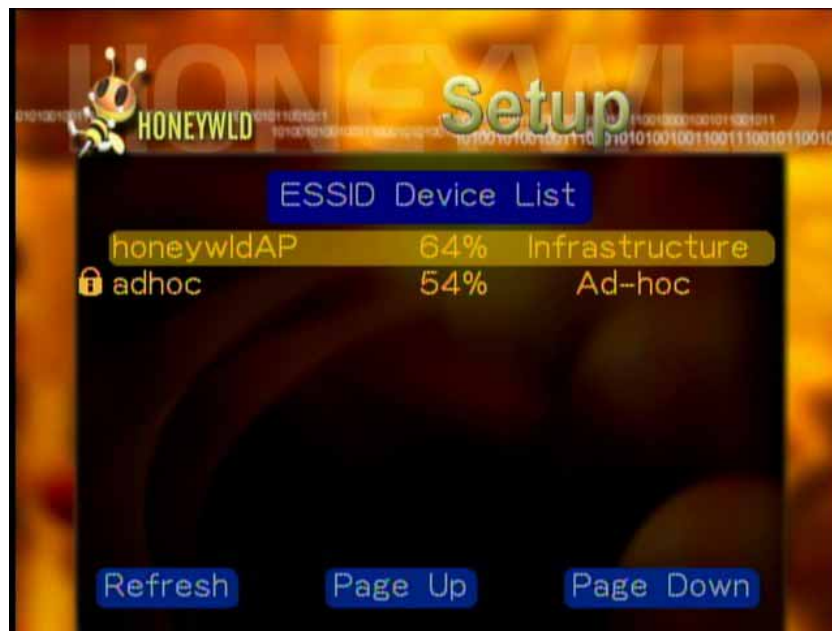 HONEYWLD
HONEYWLD
Setup
ESSID Device List
honeywldAP 64% Infrastructure
adhoc 54% Ad-hoc
Refresh Page Up Page Down